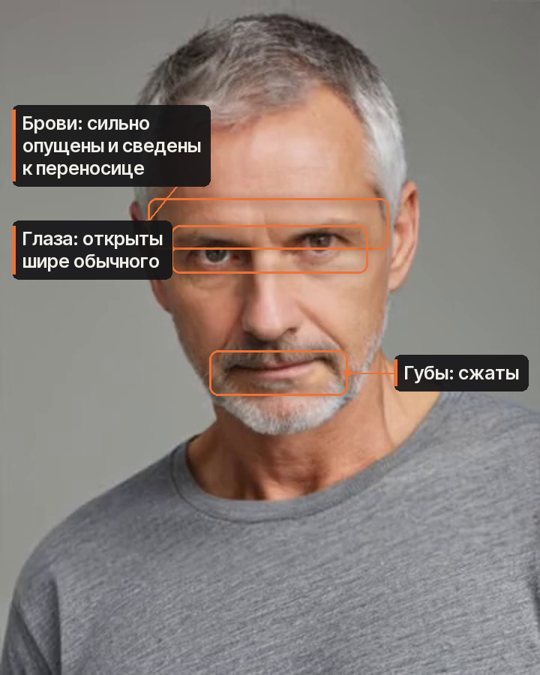 Брови: сильно
опущены и сведены
к переносице
Глаза: открыты
шире обычного
Губы: сжаты